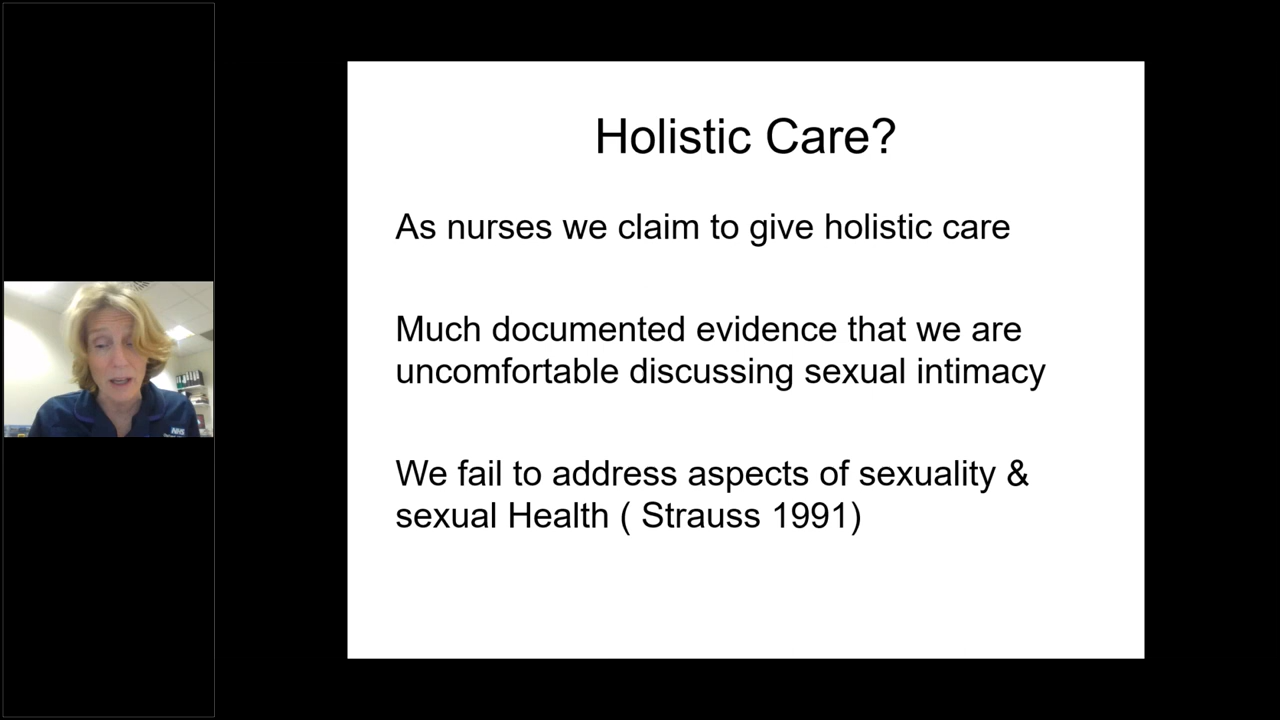 Holistic Care?
As nurses we claim to give holistic care
Much documented evidence that we are
uncomfortable discussing sexual intimacy
We fail to address aspects of sexuality &
sexual Health ( Strauss 1991)
NHS